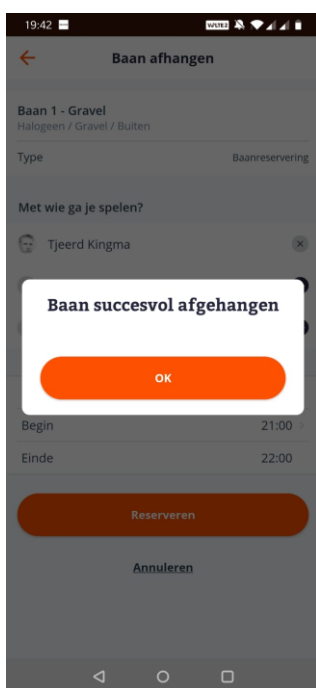 19:42
Baan afhangen
Baan 1 - Gravel
Halogeen / Gravel / Buiten
Type Baanreservering
Met wie ga je spelen?
Tjeerd Kingma
Baan succesvol afgehangen
OK
Begin 21:00
Einde 22:00
Reserveren
Annuleren